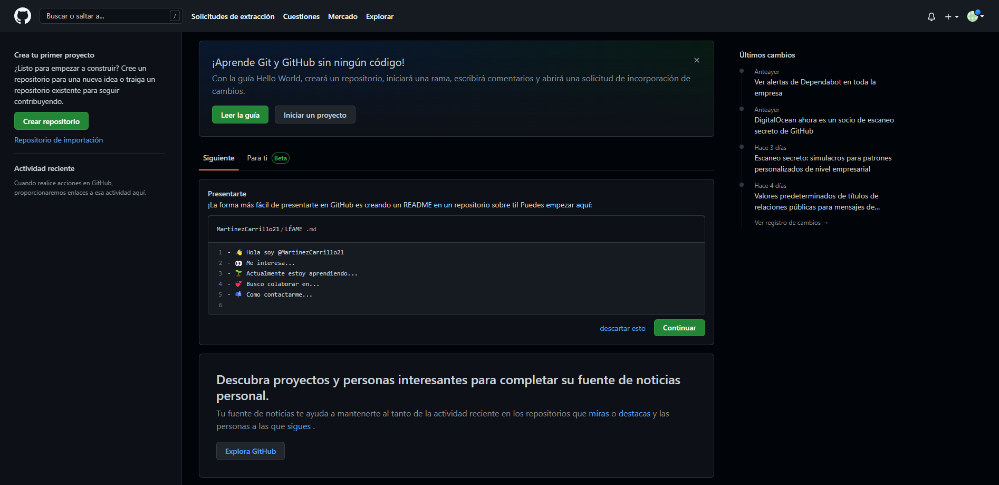 Buscar o saltar a... /
Solicitudes de extracción Cuestiones Mercado Explorar
Crea tu primer proyecto
¿Listo para empezar a construir? Cree un
repositorio para una nueva idea o traiga un
repositorio existente para seguir
contribuyendo.
Crear repositorio
Repositorio de importación
Actividad reciente
Cuando realice acciones en GitHub,
proporcionaremos enlaces a esa actividad aquí.
¡Aprende Git y GitHub sin ningún código!
Con la guía Hello World, creará un repositorio, iniciará una rama, escribirá comentarios y abrirá una solicitud de incorporación de
cambios.
Leer la guía Iniciar un proyecto
Siguiente Para ti Beta
Presentarte
¡La forma más fácil de presentarte en GitHub es creando un README en un repositorio sobre ti! Puedes empezar aquí:
MartinezCarrillo21/LÉAME .md
1 - 👋 Hola soy @MartinezCarrillo21
2 - 👀 Me interesa...
3 - 🌱 Actualmente estoy aprendiendo...
4 - 💞️ Busco colaborar en...
5 - 📫 Como contactarme...
6
descartar esto Continuar
Descubra proyectos y personas interesantes para completar su fuente de noticias
personal.
Tu fuente de noticias te ayuda a mantenerte al tanto de la actividad reciente en los repositorios que miras o destacas y las
personas a las que sigues .
Explora GitHub
Últimos cambios
Anteayer
Ver alertas de Dependabot en toda la
empresa
Anteayer
DigitalOcean ahora es un socio de escaneo
secreto de GitHub
Hace 3 días
Escaneo secreto: simulacros para patrones
personalizados de nivel empresarial
Hace 4 días
Valores predeterminados de títulos de
relaciones públicas para mensajes de...
Ver registro de cambios →